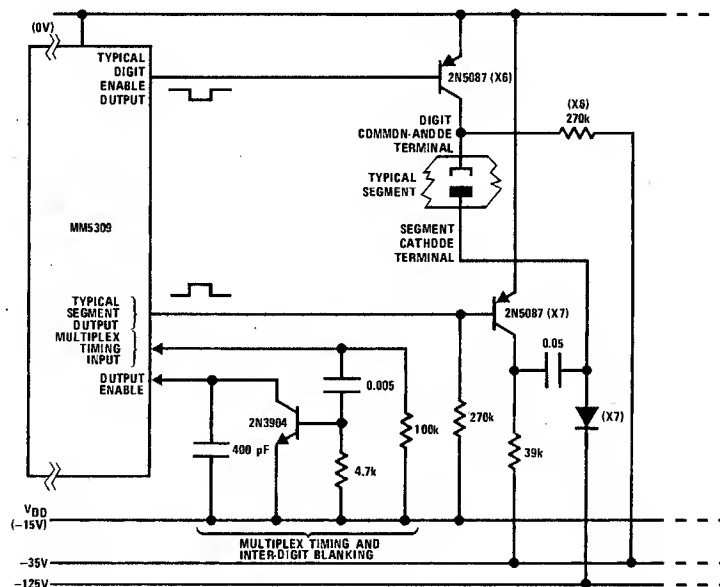 (0V)
TYPICAL
DIGIT
ENABLE
OUTPUT
2N5087 (X6)
DIGIT
COMMON-ANODE
TERMINAL
(X6)
270k
TYPICAL
SEGMENT
MM5309
SEGMENT
CATHODE
TERMINAL
TYPICAL
SEGMENT
OUTPUT
MULTIPLEX
TIMING
INPUT
OUTPUT
ENABLE
2N5087 (X7)
0.05
0.005
2N3904
100k
270k
(X7)
400 pF
4.7k
39k
VDD
(−15V)
MULTIPLEX TIMING AND
INTER-DIGIT BLANKING
−35V
−125V